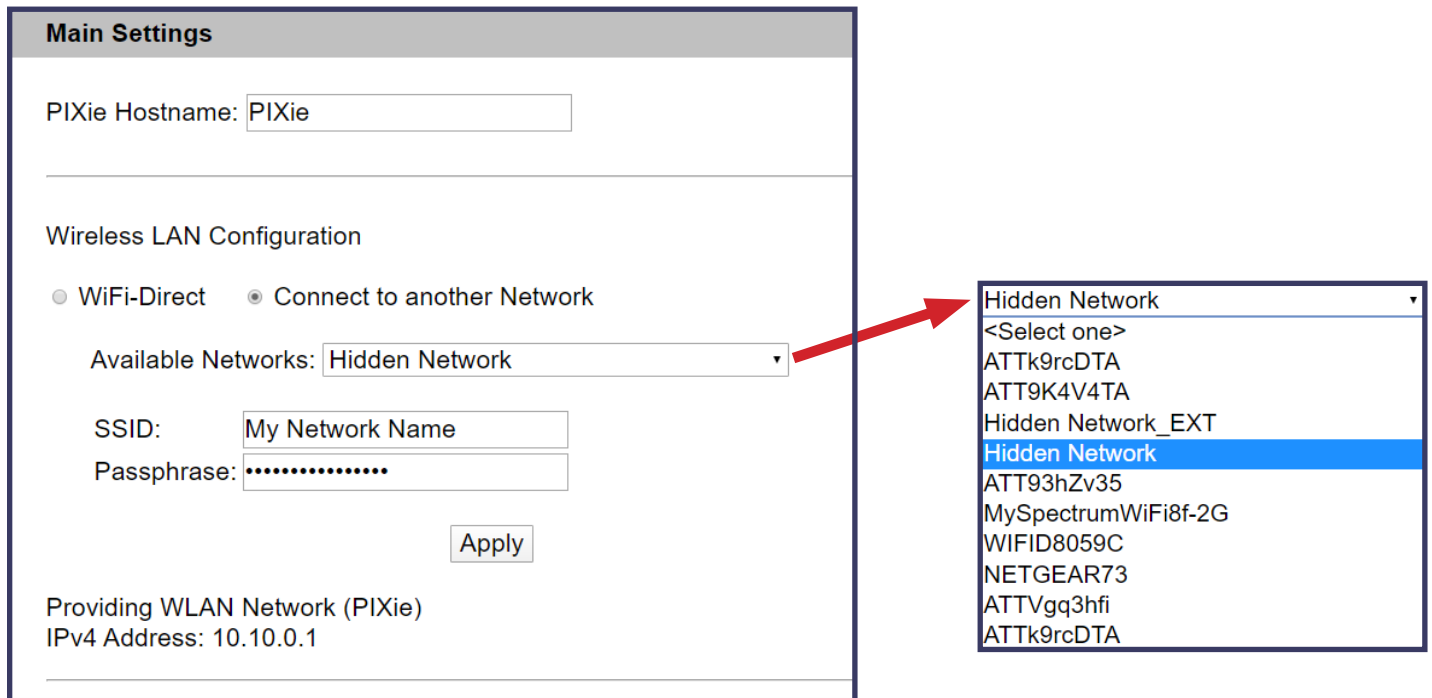 Main Settings
PIXie Hostname: PIXie
Wireless LAN Configuration
WiFi-Direct Connect to another Network
Available Networks: Hidden Network
SSID: My Network Name
Passphrase: ••••••••••••••••
Apply
Providing WLAN Network (PIXie)
IPv4 Address: 10.10.0.1
Hidden Network
<Select one>
ATTk9rcDTA
ATT9K4V4TA
Hidden Network_EXT
Hidden Network
ATT93hZv35
MySpectrumWiFi8f-2G
WIFID8059C
NETGEAR73
ATTVgq3hfi
ATTk9rcDTA